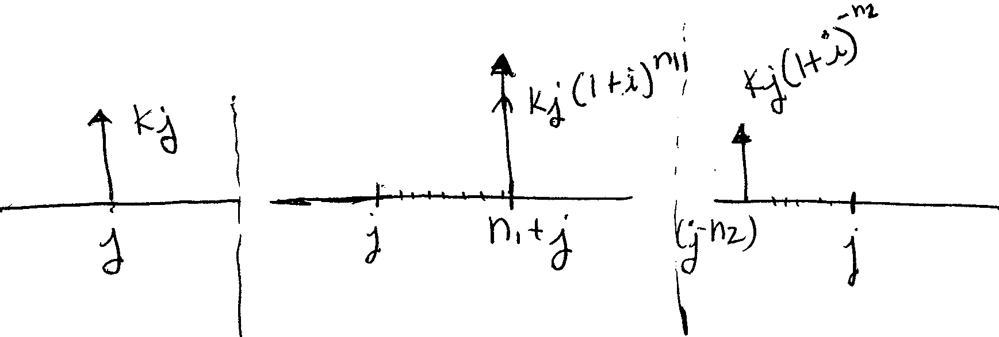 Kj
j
Kj(1+i)^n1
j
n1+j
Kj(1+i)^-n2
(j-n2)
j